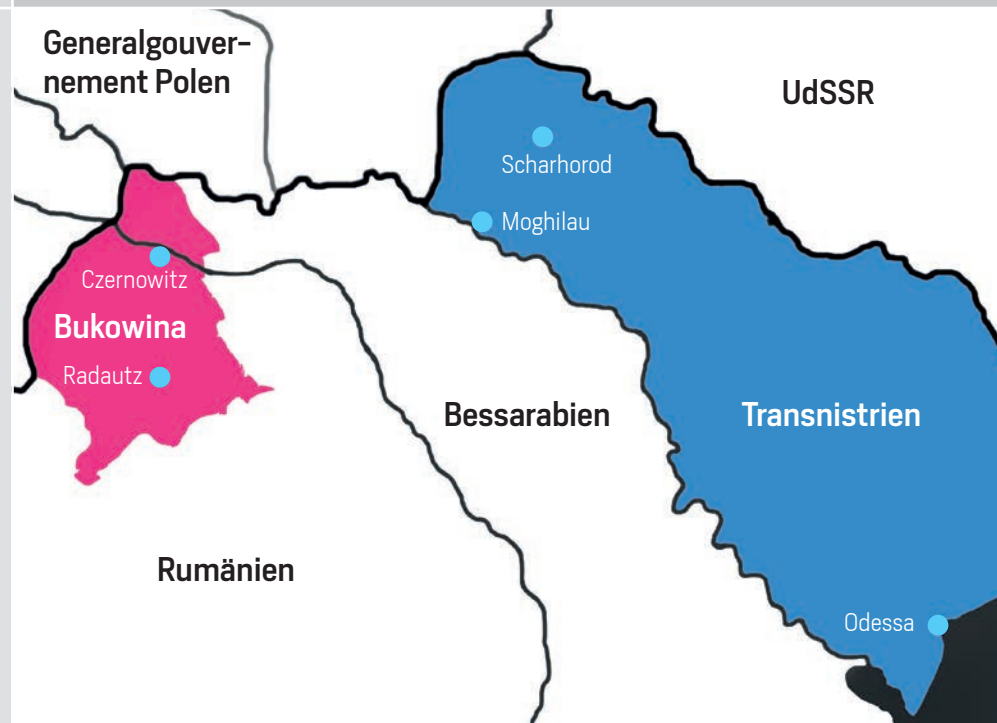 Generalgouver-
nement Polen
UdSSR
Scharhorod
Moghilau
Czernowitz
Bukowina
Radautz
Bessarabien
Transnistrien
Rumänien
Odessa